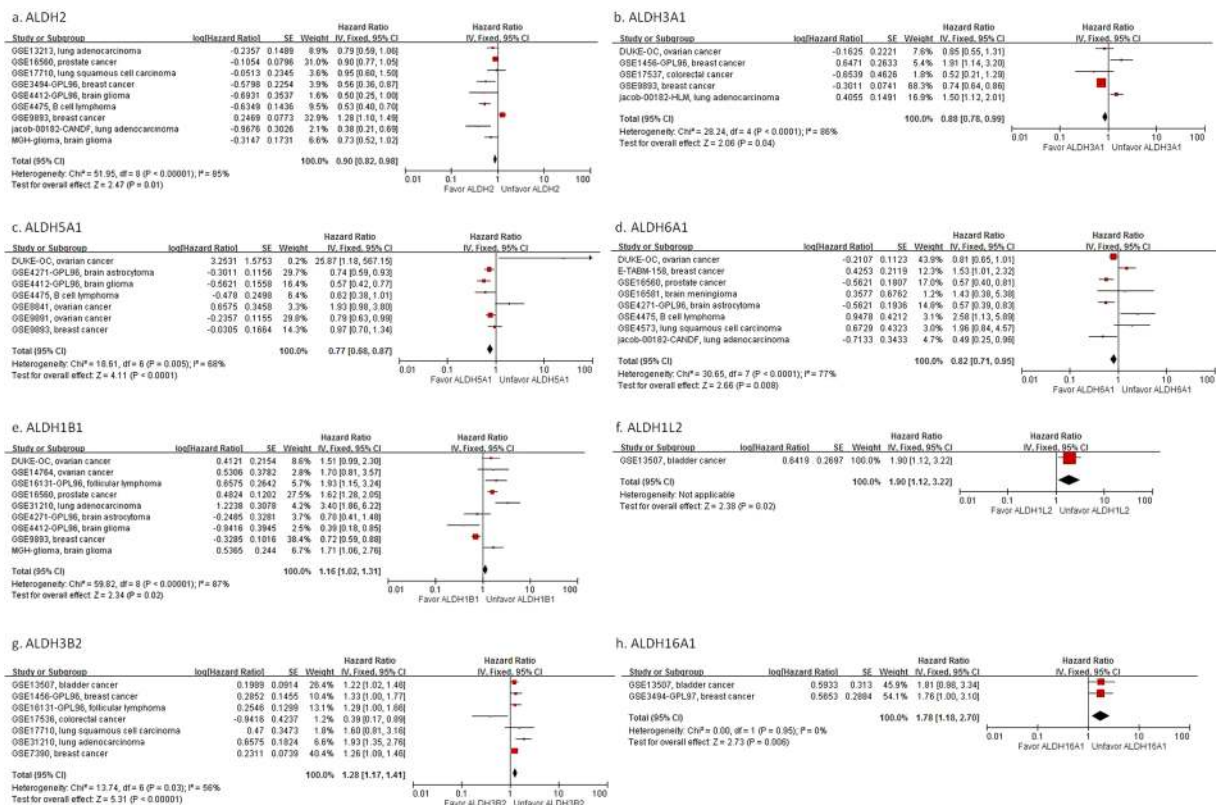 a. ALDH2
Hazard Ratio Hazard Ratio
Study or Subgroup log[Hazard Ratio] SE Weight IV, Fixed, 95% CI IV, Fixed, 95% CI
GSE13213, lung adenocarcinoma -0.2357 0.1489 8.9% 0.79 [0.59, 1.06]
GSE16560, prostate cancer -0.1054 0.0796 31.0% 0.90 [0.77, 1.05]
GSE17710, lung squamous cell carcinoma -0.0513 0.2345 3.6% 0.95 [0.60, 1.50]
GSE3494-GPL96, breast cancer -0.5798 0.2254 3.9% 0.56 [0.36, 0.87]
GSE4412-GPL96, brain glioma -0.6931 0.3537 1.6% 0.50 [0.25, 1.00]
GSE4475, B cell lymphoma -0.6349 0.1436 9.5% 0.53 [0.40, 0.70]
GSE9893, breast cancer 0.2469 0.0773 32.9% 1.28 [1.10, 1.49]
jacob-00182-CANDF, lung adenocarcinoma -0.9676 0.3026 2.1% 0.38 [0.21, 0.69]
MGH-glioma, brain glioma -0.3147 0.1731 6.6% 0.73 [0.52, 1.02]
Total (95% CI) 100.0% 0.90 [0.82, 0.98]
Heterogeneity: Chi² = 51.95, df = 8 (P < 0.00001); I² = 85%
Test for overall effect: Z = 2.47 (P = 0.01)
0.01 0.1 1 10 100
Favor ALDH2 Unfavor ALDH2
b. ALDH3A1
Hazard Ratio Hazard Ratio
Study or Subgroup log[Hazard Ratio] SE Weight IV, Fixed, 95% CI IV, Fixed, 95% CI
DUKE-OC, ovarian cancer -0.1625 0.2221 7.6% 0.85 [0.55, 1.31]
GSE1456-GPL96, breast cancer 0.6471 0.2633 5.4% 1.91 [1.14, 3.20]
GSE17537, colorectal cancer -0.6539 0.4626 1.8% 0.52 [0.21, 1.29]
GSE9893, breast cancer -0.3011 0.0741 68.3% 0.74 [0.64, 0.86]
jacob-00182-HLM, lung adenocarcinoma 0.4055 0.1491 16.9% 1.50 [1.12, 2.01]
Total (95% CI) 100.0% 0.88 [0.78, 0.99]
Heterogeneity: Chi² = 28.24, df = 4 (P < 0.0001); I² = 86%
Test for overall effect: Z = 2.06 (P = 0.04)
0.01 0.1 1 10 100
Favor ALDH3A1 Unfavor ALDH3A1
c. ALDH5A1
Hazard Ratio Hazard Ratio
Study or Subgroup log[Hazard Ratio] SE Weight IV, Fixed, 95% CI IV, Fixed, 95% CI
DUKE-OC, ovarian cancer 3.2531 1.5753 0.2% 25.87 [1.18, 567.15]
GSE4271-GPL96, brain astrocytoma -0.3011 0.1156 29.7% 0.74 [0.59, 0.93]
GSE4412-GPL96, brain glioma -0.5621 0.1558 16.4% 0.57 [0.42, 0.77]
GSE4475, B cell lymphoma -0.478 0.2498 6.4% 0.62 [0.38, 1.01]
GSE8841, ovarian cancer 0.6575 0.3458 3.3% 1.93 [0.98, 3.80]
GSE9891, ovarian cancer -0.2357 0.1155 29.8% 0.79 [0.63, 0.99]
GSE9893, breast cancer -0.0305 0.1664 14.3% 0.97 [0.70, 1.34]
Total (95% CI) 100.0% 0.77 [0.68, 0.87]
Heterogeneity: Chi² = 18.61, df = 6 (P = 0.005); I² = 68%
Test for overall effect: Z = 4.11 (P < 0.0001)
0.01 0.1 1 10 100
Favor ALDH5A1 Unfavor ALDH5A1
d. ALDH6A1
Hazard Ratio Hazard Ratio
Study or Subgroup log[Hazard Ratio] SE Weight IV, Fixed, 95% CI IV, Fixed, 95% CI
DUKE-OC, ovarian cancer -0.2107 0.1123 43.9% 0.81 [0.65, 1.01]
E-TABM-158, breast cancer 0.4253 0.2119 12.3% 1.53 [1.01, 2.32]
GSE16560, prostate cancer -0.5621 0.1807 17.0% 0.57 [0.40, 0.81]
GSE16581, brain meningioma 0.3577 0.6762 1.2% 1.43 [0.38, 5.38]
GSE4271-GPL96, brain astrocytoma -0.5621 0.1936 14.8% 0.57 [0.39, 0.83]
GSE4475, B cell lymphoma 0.9478 0.4212 3.1% 2.58 [1.13, 5.89]
GSE4573, lung squamous cell carcinoma 0.6729 0.4323 3.0% 1.96 [0.84, 4.57]
jacob-00182-CANDF, lung adenocarcinoma -0.7133 0.3433 4.7% 0.49 [0.25, 0.96]
Total (95% CI) 100.0% 0.82 [0.71, 0.95]
Heterogeneity: Chi² = 30.65, df = 7 (P < 0.0001); I² = 77%
Test for overall effect: Z = 2.66 (P = 0.008)
0.01 0.1 1 10 100
Favor ALDH6A1 Unfavor ALDH6A1
e. ALDH1B1
Hazard Ratio Hazard Ratio
Study or Subgroup log[Hazard Ratio] SE Weight IV, Fixed, 95% CI IV, Fixed, 95% CI
DUKE-OC, ovarian cancer 0.4121 0.2154 8.6% 1.51 [0.99, 2.30]
GSE14764, ovarian cancer 0.5306 0.3782 2.8% 1.70 [0.81, 3.57]
GSE16131-GPL96, follicular lymphoma 0.6575 0.2642 5.7% 1.93 [1.15, 3.24]
GSE16560, prostate cancer 0.4824 0.1202 27.5% 1.62 [1.28, 2.05]
GSE31210, lung adenocarcinoma 1.2238 0.3078 4.2% 3.40 [1.86, 6.22]
GSE4271-GPL96, brain astrocytoma -0.2485 0.3281 3.7% 0.78 [0.41, 1.48]
GSE4412-GPL96, brain glioma -0.9416 0.3945 2.5% 0.39 [0.18, 0.85]
GSE9893, breast cancer -0.3285 0.1016 38.4% 0.72 [0.59, 0.88]
MGH-glioma, brain glioma 0.5365 0.244 6.7% 1.71 [1.06, 2.76]
Total (95% CI) 100.0% 1.16 [1.02, 1.31]
Heterogeneity: Chi² = 59.82, df = 8 (P < 0.00001); I² = 87%
Test for overall effect: Z = 2.34 (P = 0.02)
0.01 0.1 1 10 100
Favor ALDH1B1 Unfavor ALDH1B1
f. ALDH1L2
Hazard Ratio Hazard Ratio
Study or Subgroup log[Hazard Ratio] SE Weight IV, Fixed, 95% CI IV, Fixed, 95% CI
GSE13507, bladder cancer 0.6419 0.2697 100.0% 1.90 [1.12, 3.22]
Total (95% CI) 100.0% 1.90 [1.12, 3.22]
Heterogeneity: Not applicable
Test for overall effect: Z = 2.38 (P = 0.02)
0.01 0.1 1 10 100
Favor ALDH1L2 Unfavor ALDH1L2
g. ALDH3B2
Hazard Ratio Hazard Ratio
Study or Subgroup log[Hazard Ratio] SE Weight IV, Fixed, 95% CI IV, Fixed, 95% CI
GSE13507, bladder cancer 0.1989 0.0914 26.4% 1.22 [1.02, 1.46]
GSE1456-GPL96, breast cancer 0.2852 0.1455 10.4% 1.33 [1.00, 1.77]
GSE16131-GPL96, follicular lymphoma 0.2546 0.1299 13.1% 1.29 [1.00, 1.66]
GSE17536, colorectal cancer -0.9416 0.4237 1.2% 0.39 [0.17, 0.89]
GSE17710, lung squamous cell carcinoma 0.47 0.3473 1.8% 1.60 [0.81, 3.16]
GSE31210, lung adenocarcinoma 0.6575 0.1824 6.6% 1.93 [1.35, 2.76]
GSE7390, breast cancer 0.2311 0.0739 40.4% 1.26 [1.09, 1.46]
Total (95% CI) 100.0% 1.28 [1.17, 1.41]
Heterogeneity: Chi² = 13.74, df = 6 (P = 0.03); I² = 56%
Test for overall effect: Z = 5.31 (P < 0.00001)
0.01 0.1 1 10 100
Favor ALDH3B2 Unfavor ALDH3B2
h. ALDH16A1
Hazard Ratio Hazard Ratio
Study or Subgroup log[Hazard Ratio] SE Weight IV, Fixed, 95% CI IV, Fixed, 95% CI
GSE13507, bladder cancer 0.5933 0.313 45.9% 1.81 [0.98, 3.34]
GSE3494-GPL97, breast cancer 0.5653 0.2884 54.1% 1.76 [1.00, 3.10]
Total (95% CI) 100.0% 1.78 [1.18, 2.70]
Heterogeneity: Chi² = 0.00, df = 1 (P = 0.95); I² = 0%
Test for overall effect: Z = 2.73 (P = 0.006)
0.01 0.1 1 10 100
Favor ALDH16A1 Unfavor ALDH16A1